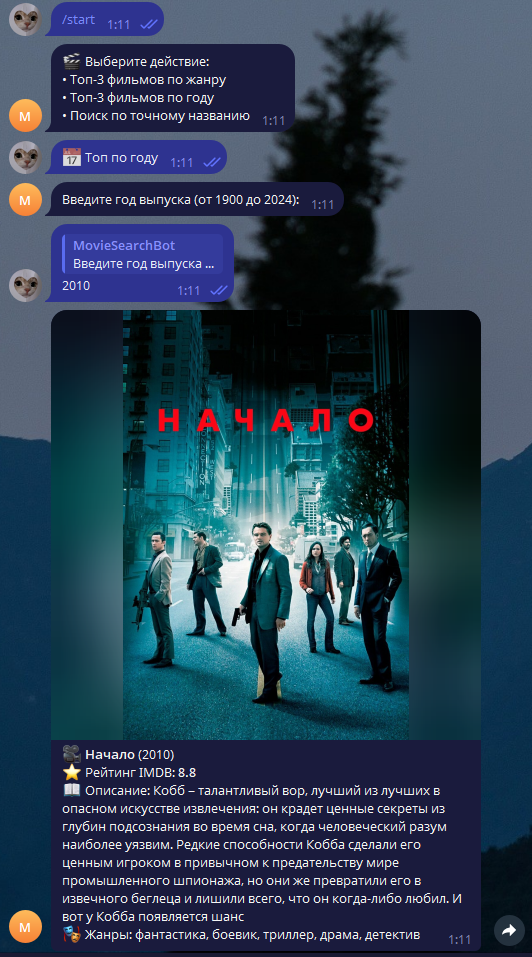 /start 1:11
🎬 Выберите действие:
• Топ-3 фильмов по жанру
• Топ-3 фильмов по году
• Поиск по точному названию 1:11
М
📅 Топ по году 1:11
М
Введите год выпуска (от 1900 до 2024): 1:11
MovieSearchBot
Введите год выпуска ...
2010 1:11
НАЧАЛО
🎥 Начало (2010)
⭐ Рейтинг IMDB: 8.8
📖 Описание: Кобб – талантливый вор, лучший из лучших в
опасном искусстве извлечения: он крадет ценные секреты из
глубин подсознания во время сна, когда человеческий разум
наиболее уязвим. Редкие способности Кобба сделали его
ценным игроком в привычном к предательству мире
промышленного шпионажа, но они же превратили его в
извечного беглеца и лишили всего, что он когда-либо любил. И
вот у Кобба появляется шанс
🎭 Жанры: фантастика, боевик, триллер, драма, детектив 1:11
М